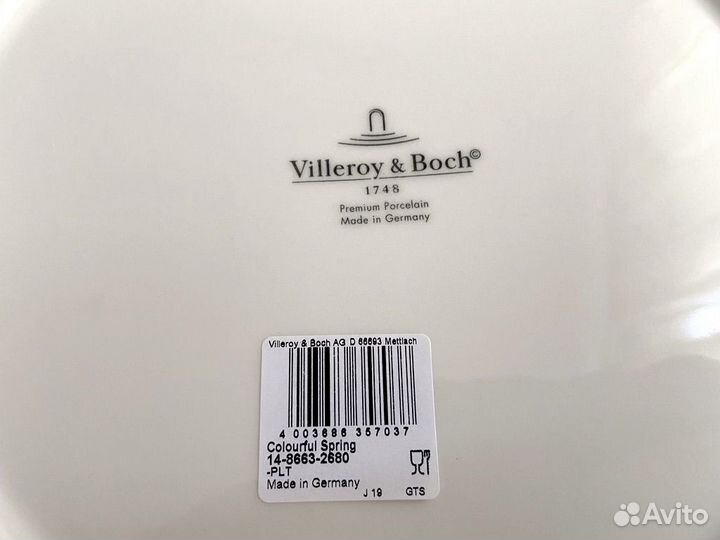 Villeroy & Boch©
1748
Premium Porcelain
Made in Germany
Villeroy & Boch AG D 66693 Mettlach
4 003686 357037
Colourful Spring
14-8663-2680
-PLT
Made in Germany
J 19 GTS
Avito